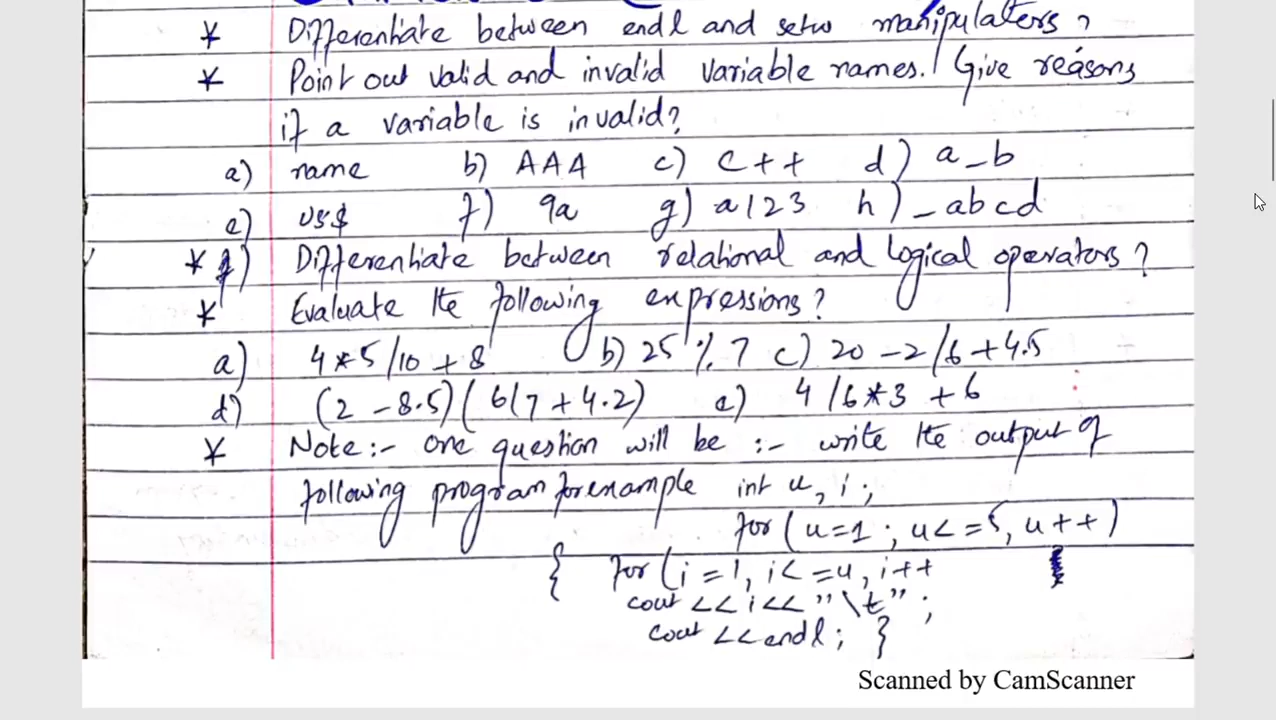 * Differentiate between endl and setw manipulaters ?
* Point out valid and invalid variable names. Give reasons
if a variable is invalid?
a) name b) AAA c) C++ d) a_b
e) us$ f) 9a g) a123 h) _abcd
* Differentiate between relational and logical operators ?
* Evaluate the following expressions ?
a) 4*5/10 + 8 b) 25 % 7 c) 20 - 2/6 + 4.5
d) (2 - 8.5)( 6(7 + 4.2) e) 4/6*3 + 6
* Note :- one question will be :- write the output of
following program for example int u, i ;
for ( u=1 ; u<=5, u++)
{ for (i =1, i<=u, i++
cout << i << "\t" ;
cout << endl ; }
Scanned by CamScanner